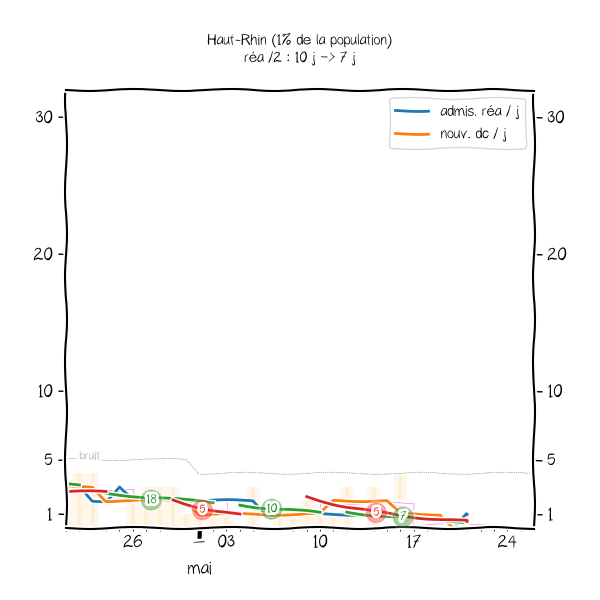 Haut-Rhin (1% de la population)
réa /2 : 10 j -> 7 j
admis. réa / j
nouv. dc / j
30 30
20 20
10 10
5 bruit 5
18 5 10 5 7
1 1
26 03 10 17 24
mai